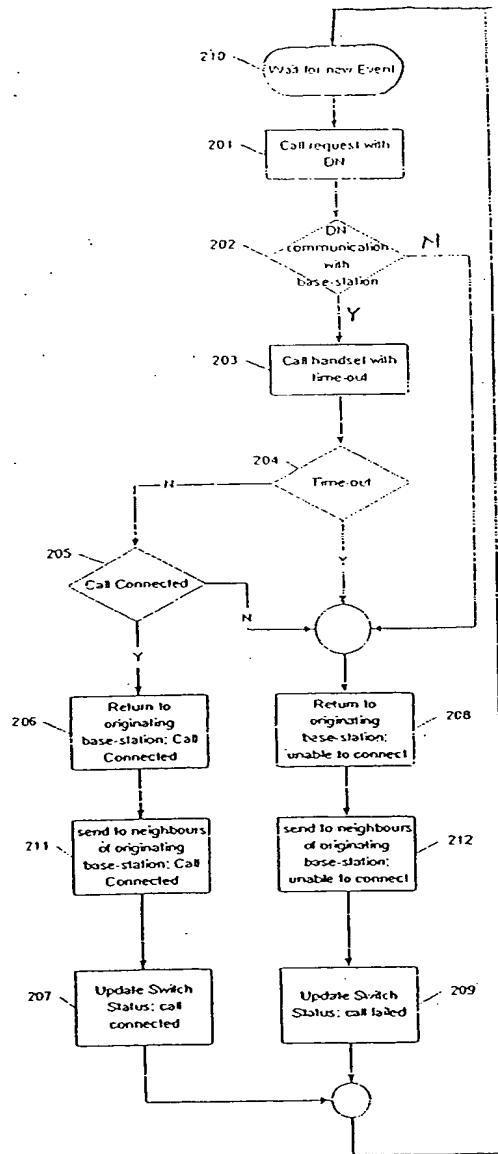 210
Wait for new Event
201
Call request with
DN
202
DN
communication
with
base-station
N
Y
203
Call handset with
time-out
204
Time-out
N
Y
205
Call Connected
N
Y
206
Return to
originating
base-station; Call
Connected
208
Return to
originating
base-station;
unable to connect
211
send to neighbours
of originating
base-station; Call
Connected
212
send to neighbours
of originating
base-station;
unable to connect
207
Update Switch
Status; call
connected
209
Update Switch
Status; call failed